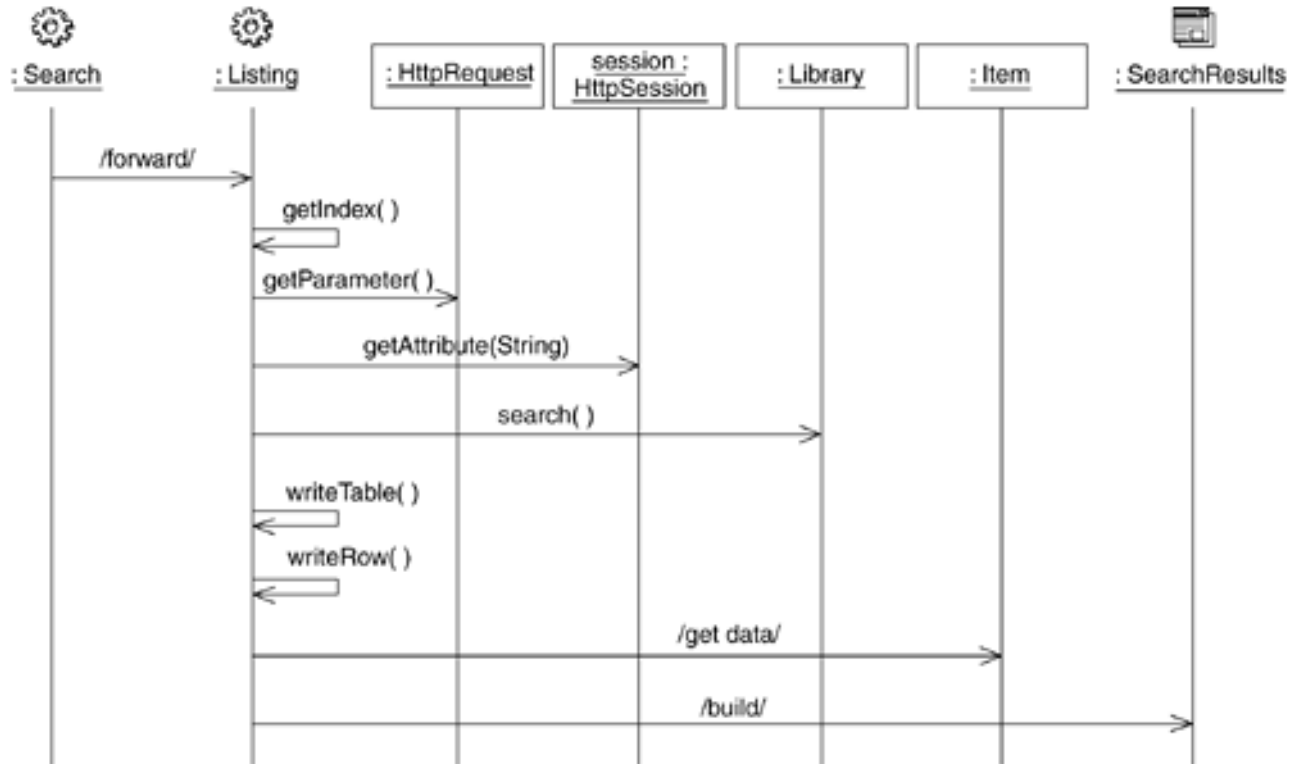 : Search
: Listing
: HttpRequest
session :
HttpSession
: Library
: Item
: SearchResults
/forward/
getIndex( )
getParameter( )
getAttribute(String)
search( )
writeTable( )
writeRow( )
/get data/
/build/